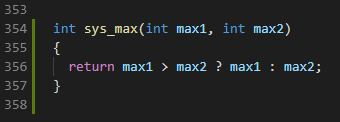 353
354 int sys_max(int max1, int max2)
355 {
356   return max1 > max2 ? max1 : max2;
357 }
358